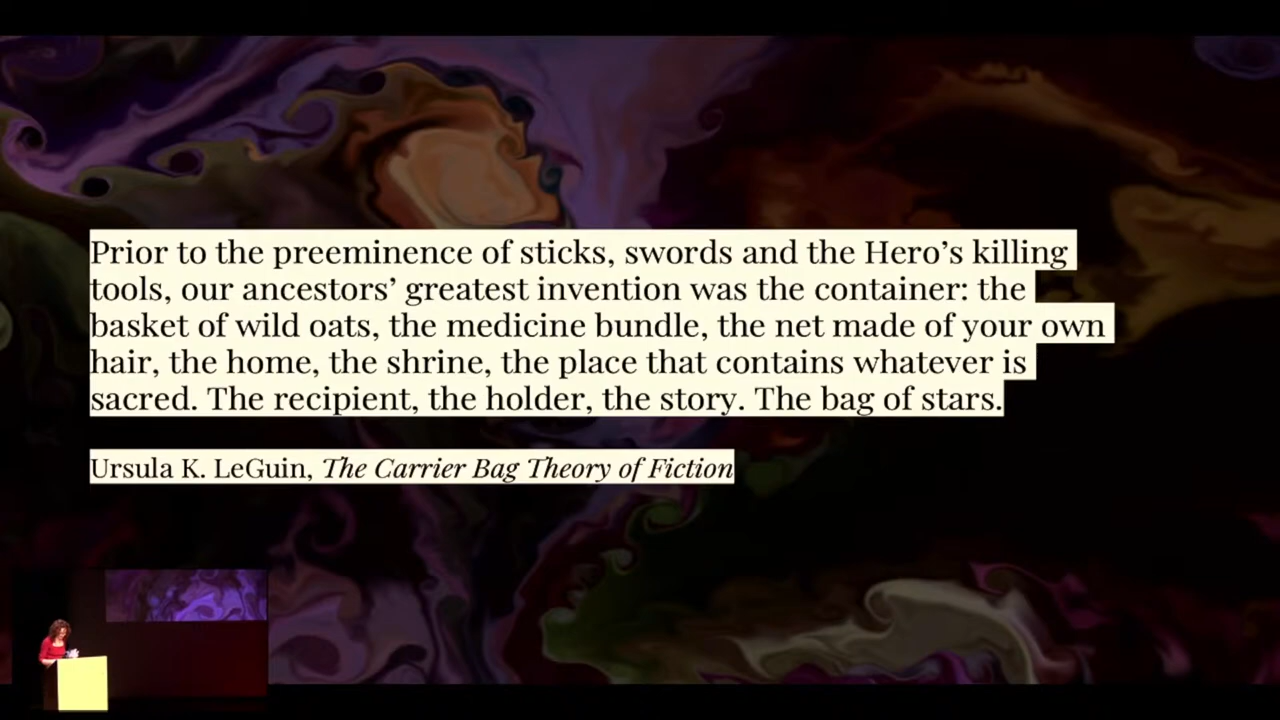 Prior to the preeminence of sticks, swords and the Hero’s killing
tools, our ancestors’ greatest invention was the container: the
basket of wild oats, the medicine bundle, the net made of your own
hair, the home, the shrine, the place that contains whatever is
sacred. The recipient, the holder, the story. The bag of stars.
Ursula K. LeGuin, The Carrier Bag Theory of Fiction